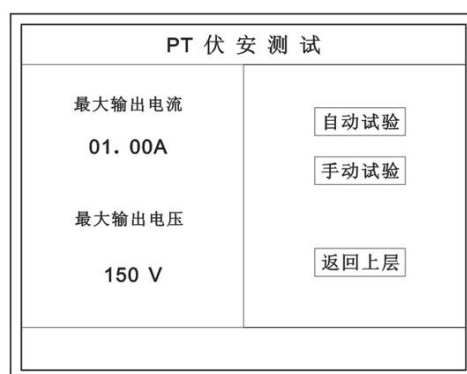 PT 伏 安 测 试
最大输出电流
01. 00A
最大输出电压
150 V
自动试验
手动试验
返回上层